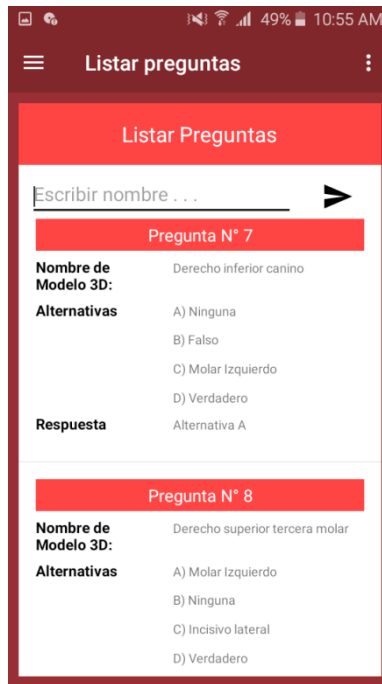 49% 10:55 AM
Listar preguntas
Listar Preguntas
Escribir nombre . . .
Pregunta N° 7
Nombre de Modelo 3D: Derecho inferior canino
Alternativas A) Ninguna
B) Falso
C) Molar Izquierdo
D) Verdadero
Respuesta Alternativa A
Pregunta N° 8
Nombre de Modelo 3D: Derecho superior tercera molar
Alternativas A) Molar Izquierdo
B) Ninguna
C) Incisivo lateral
D) Verdadero